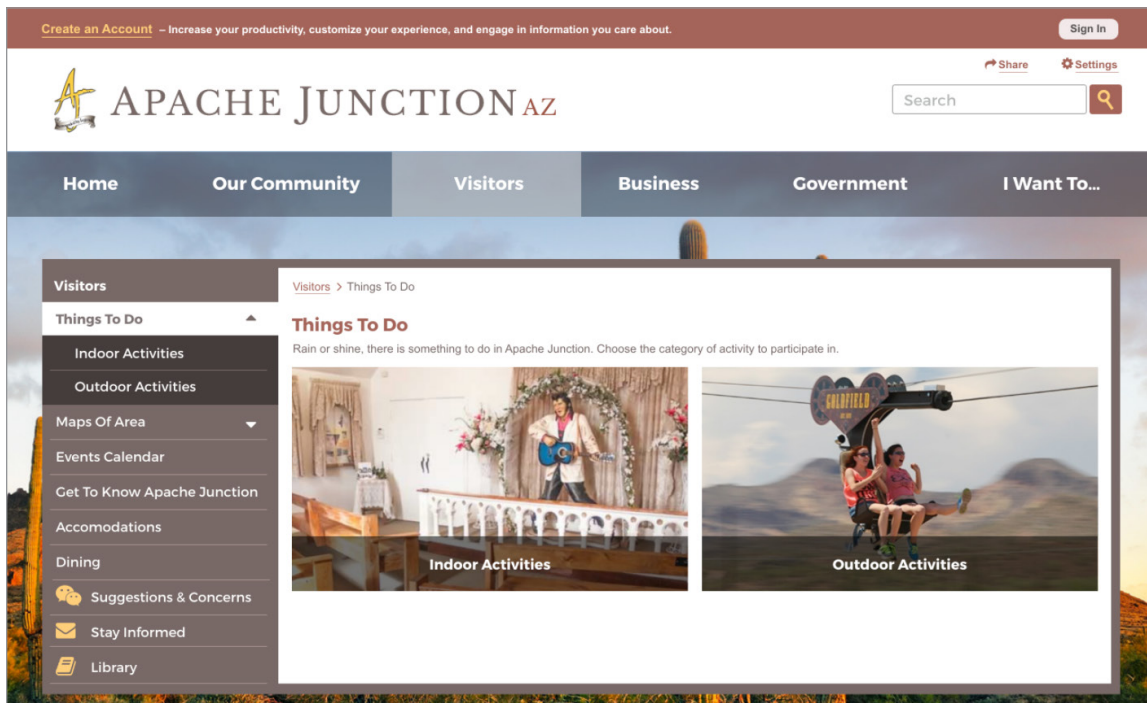 Create an Account – Increase your productivity, customize your experience, and engage in information you care about.
Sign In
Share
Settings
APACHE JUNCTION AZ
Search
Home
Our Community
Visitors
Business
Government
I Want To...
Visitors
Things To Do
Indoor Activities
Outdoor Activities
Maps Of Area
Events Calendar
Get To Know Apache Junction
Accomodations
Dining
Suggestions & Concerns
Stay Informed
Library
Visitors > Things To Do
Things To Do
Rain or shine, there is something to do in Apache Junction. Choose the category of activity to participate in.
Indoor Activities
GOLDFIELD
Outdoor Activities